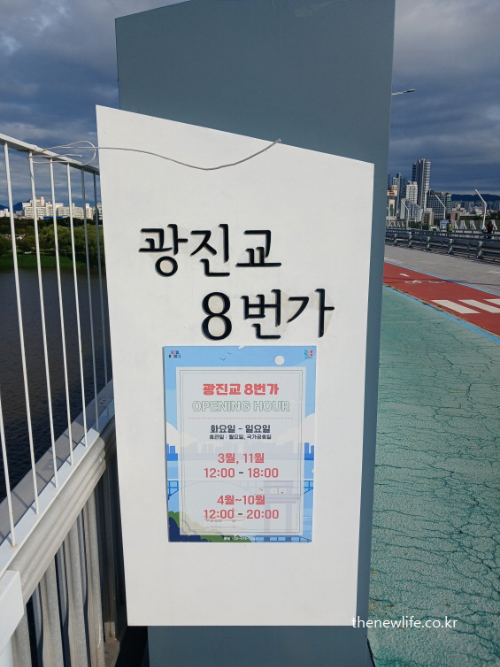 광진교
8번가
광진교 8번가
OPENING HOUR
화요일 - 일요일
휴관일 : 월요일, 국가공휴일
3월, 11월
12:00 - 18:00
4월~10월
12:00 - 20:00
thenewlife.co.kr